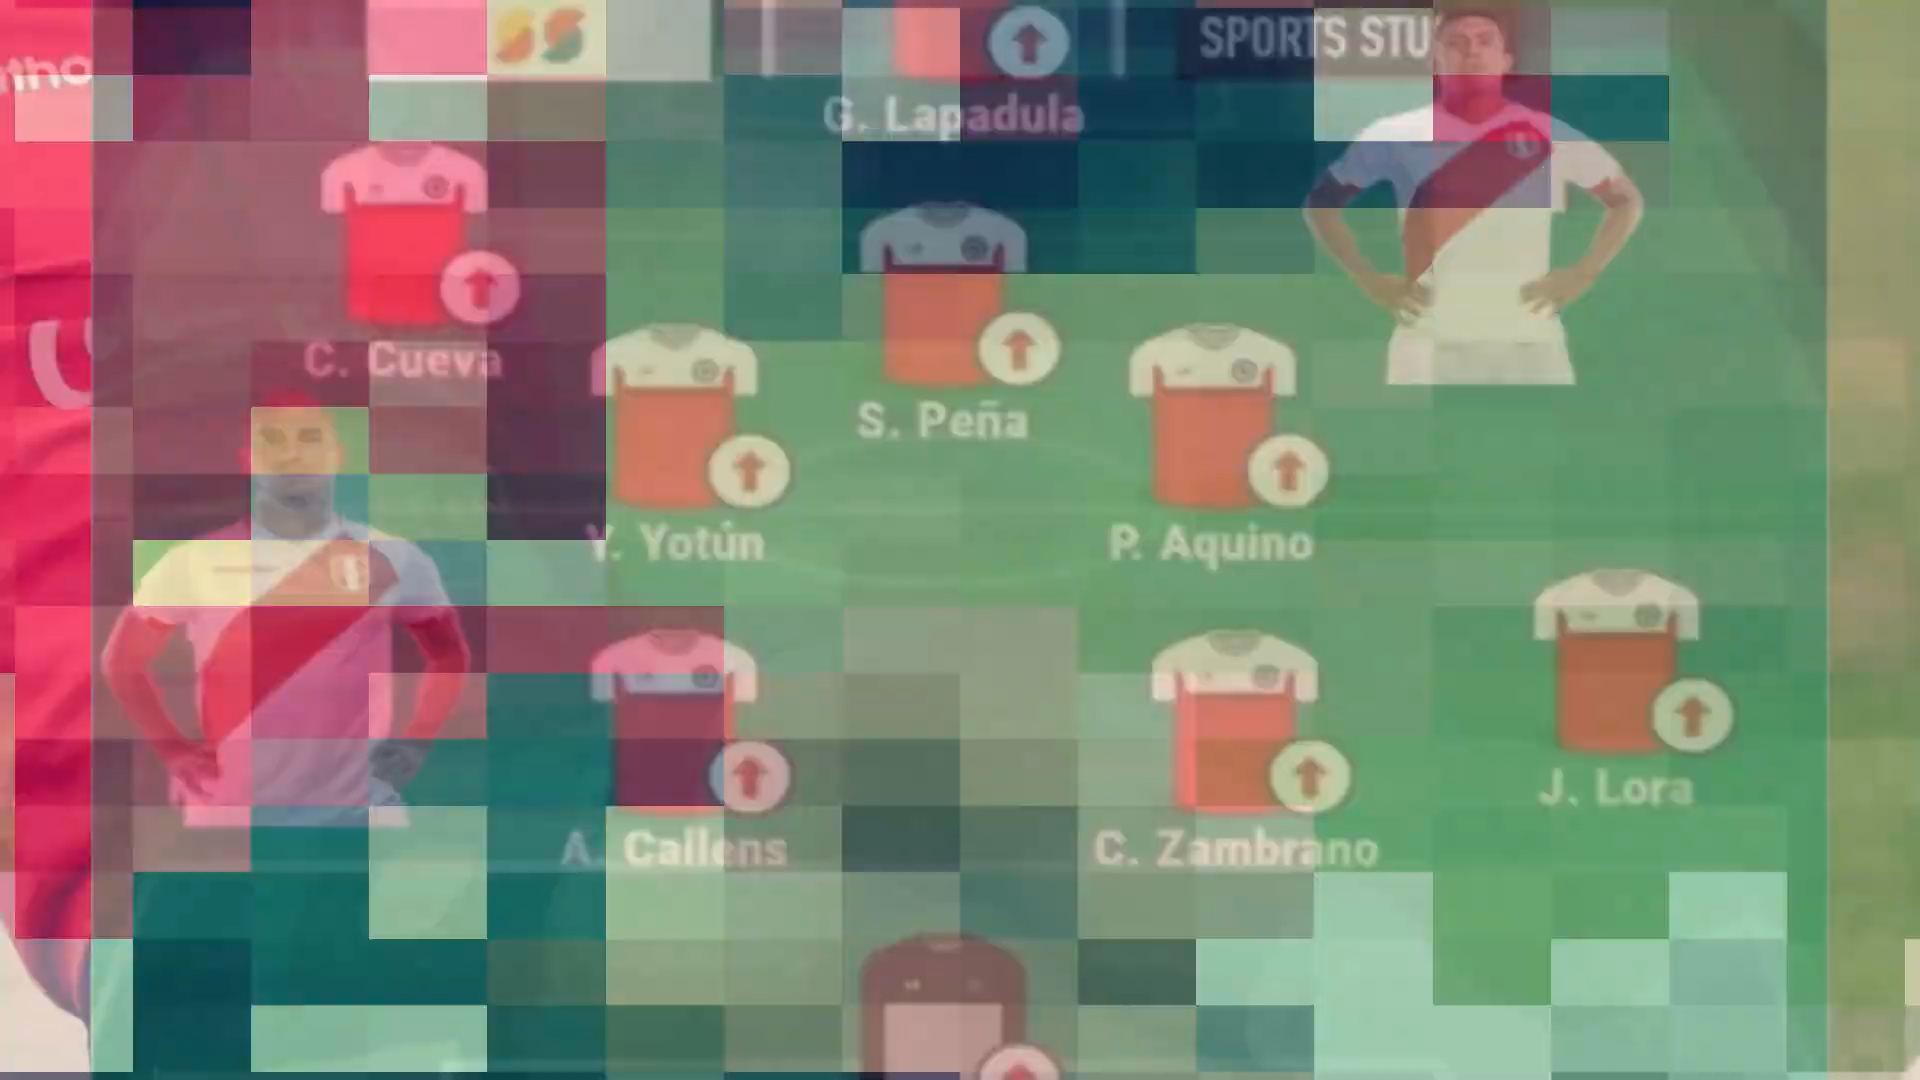 SPORTS STU
G. Lapadula
C. Cueva
S. Peña
Y. Yotún
P. Aquino
J. Lora
A. Callens
C. Zambrano